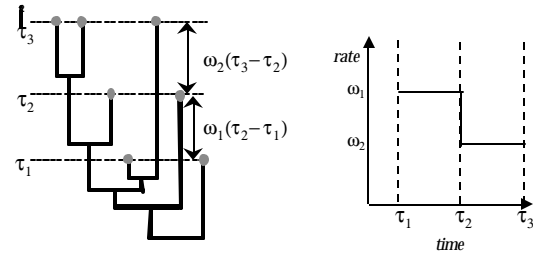 τ3
ω2(τ3−τ2)
τ2
ω1(τ2−τ1)
τ1
rate
ω1
ω2
τ1 τ2 τ3
time